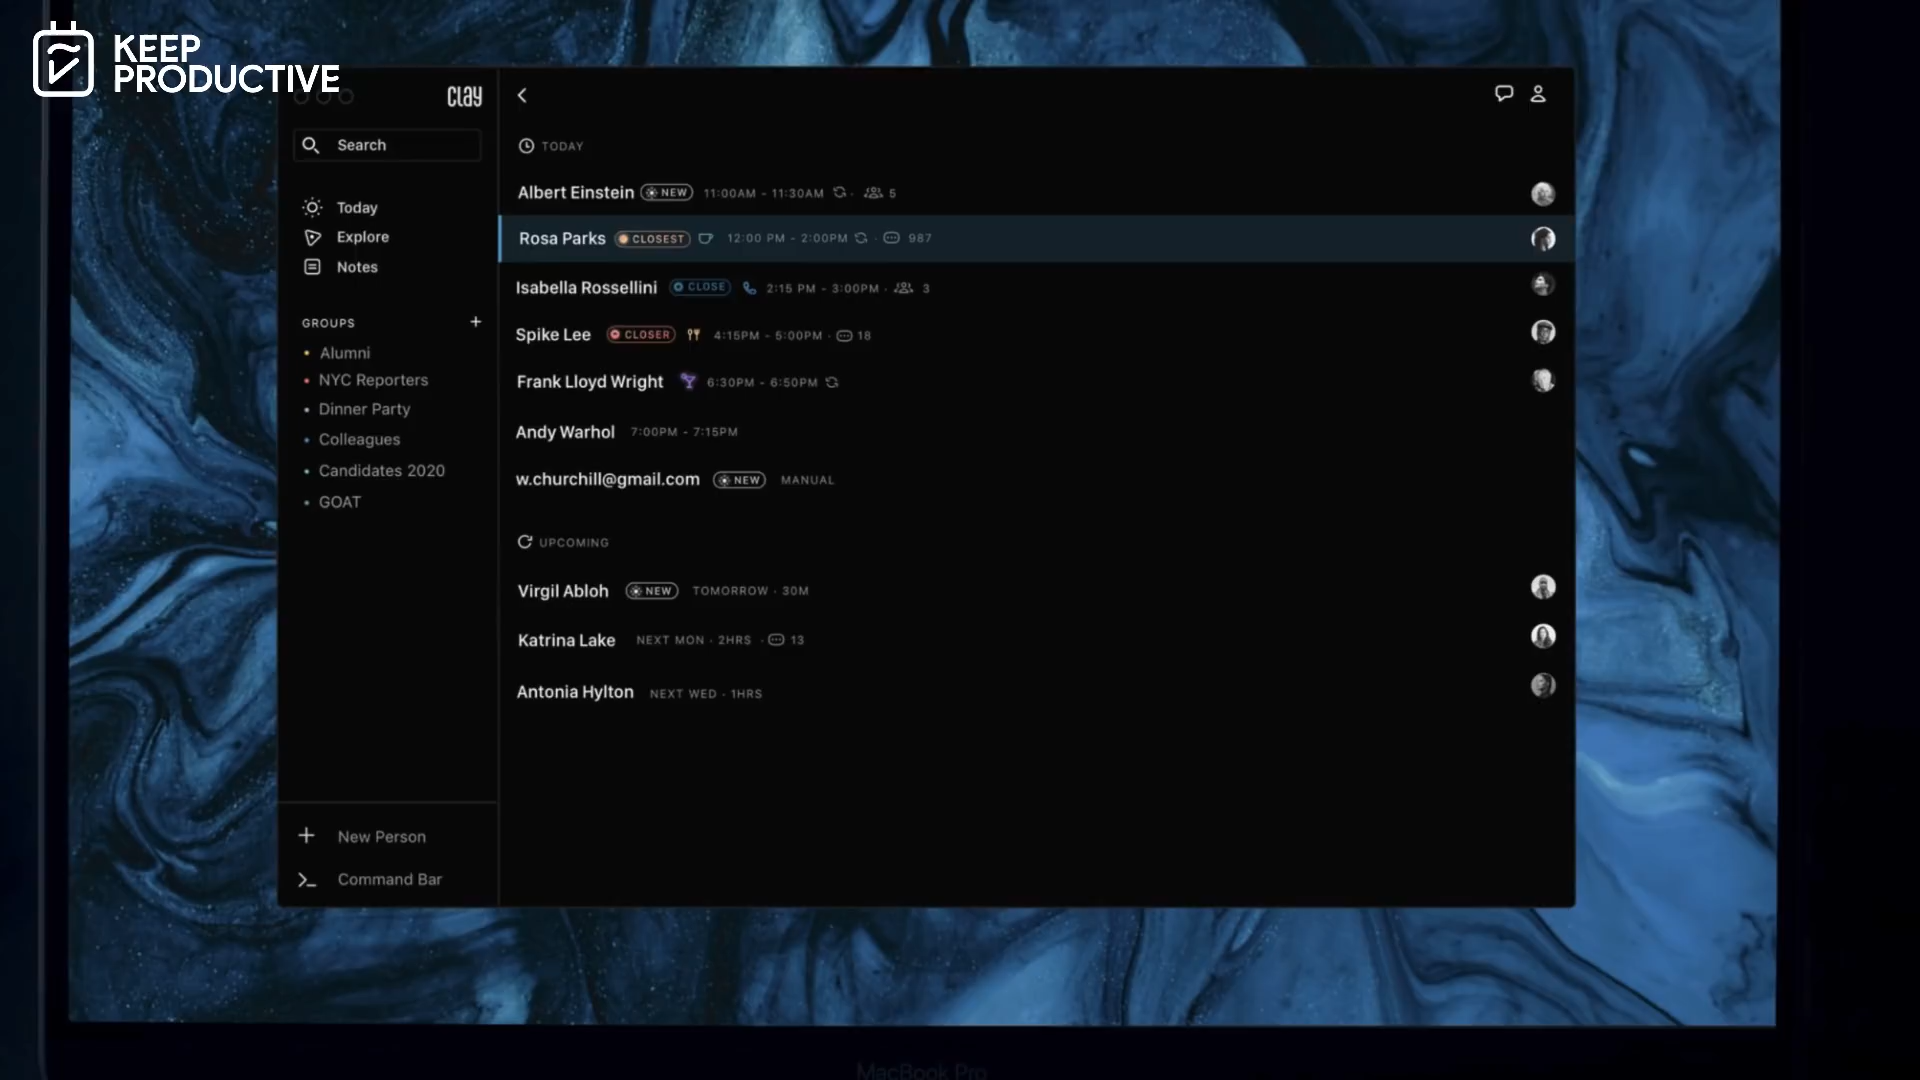 KEEP
PRODUCTIVE
clay
Search
Today
Explore
Notes
GROUPS
Alumni
NYC Reporters
Dinner Party
Colleagues
Candidates 2020
GOAT
New Person
Command Bar
TODAY
Albert Einstein NEW 11:00AM - 11:30AM · 5
Rosa Parks CLOSEST 12:00 PM - 2:00PM · 987
Isabella Rossellini CLOSE 2:15 PM - 3:00PM · 3
Spike Lee CLOSER 4:15PM - 5:00PM · 18
Frank Lloyd Wright 6:30PM - 6:50PM
Andy Warhol 7:00PM - 7:15PM
w.churchill@gmail.com NEW MANUAL
UPCOMING
Virgil Abloh NEW TOMORROW · 30M
Katrina Lake NEXT MON · 2HRS · 13
Antonia Hylton NEXT WED · 1HRS
MacBook Pro